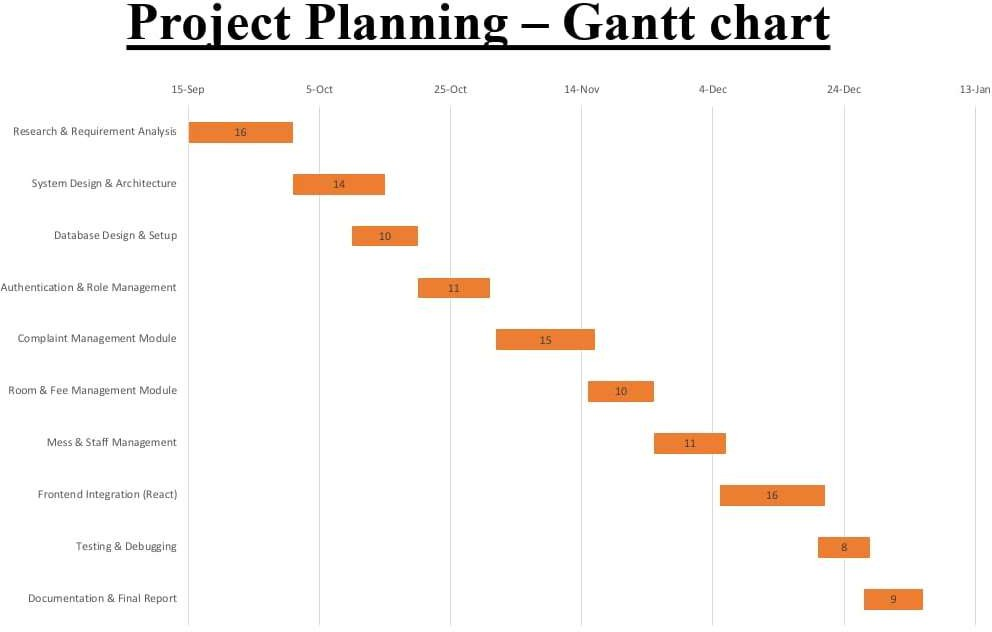 Project Planning – Gantt chart
15-Sep 5-Oct 25-Oct 14-Nov 4-Dec 24-Dec 13-Jan
Research & Requirement Analysis 16
System Design & Architecture 14
Database Design & Setup 10
Authentication & Role Management 11
Complaint Management Module 15
Room & Fee Management Module 10
Mess & Staff Management 11
Frontend Integration (React) 16
Testing & Debugging 8
Documentation & Final Report 9